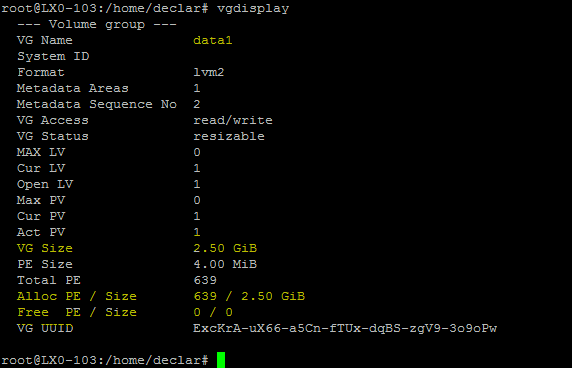 root@LX0-103:/home/declar# vgdisplay
--- Volume group ---
VG Name data1
System ID
Format lvm2
Metadata Areas 1
Metadata Sequence No 2
VG Access read/write
VG Status resizable
MAX LV 0
Cur LV 1
Open LV 1
Max PV 0
Cur PV 1
Act PV 1
VG Size 2.50 GiB
PE Size 4.00 MiB
Total PE 639
Alloc PE / Size 639 / 2.50 GiB
Free PE / Size 0 / 0
VG UUID ExcKrA-uX66-a5Cn-fTUx-dqBS-zgV9-3o9oPw
root@LX0-103:/home/declar#